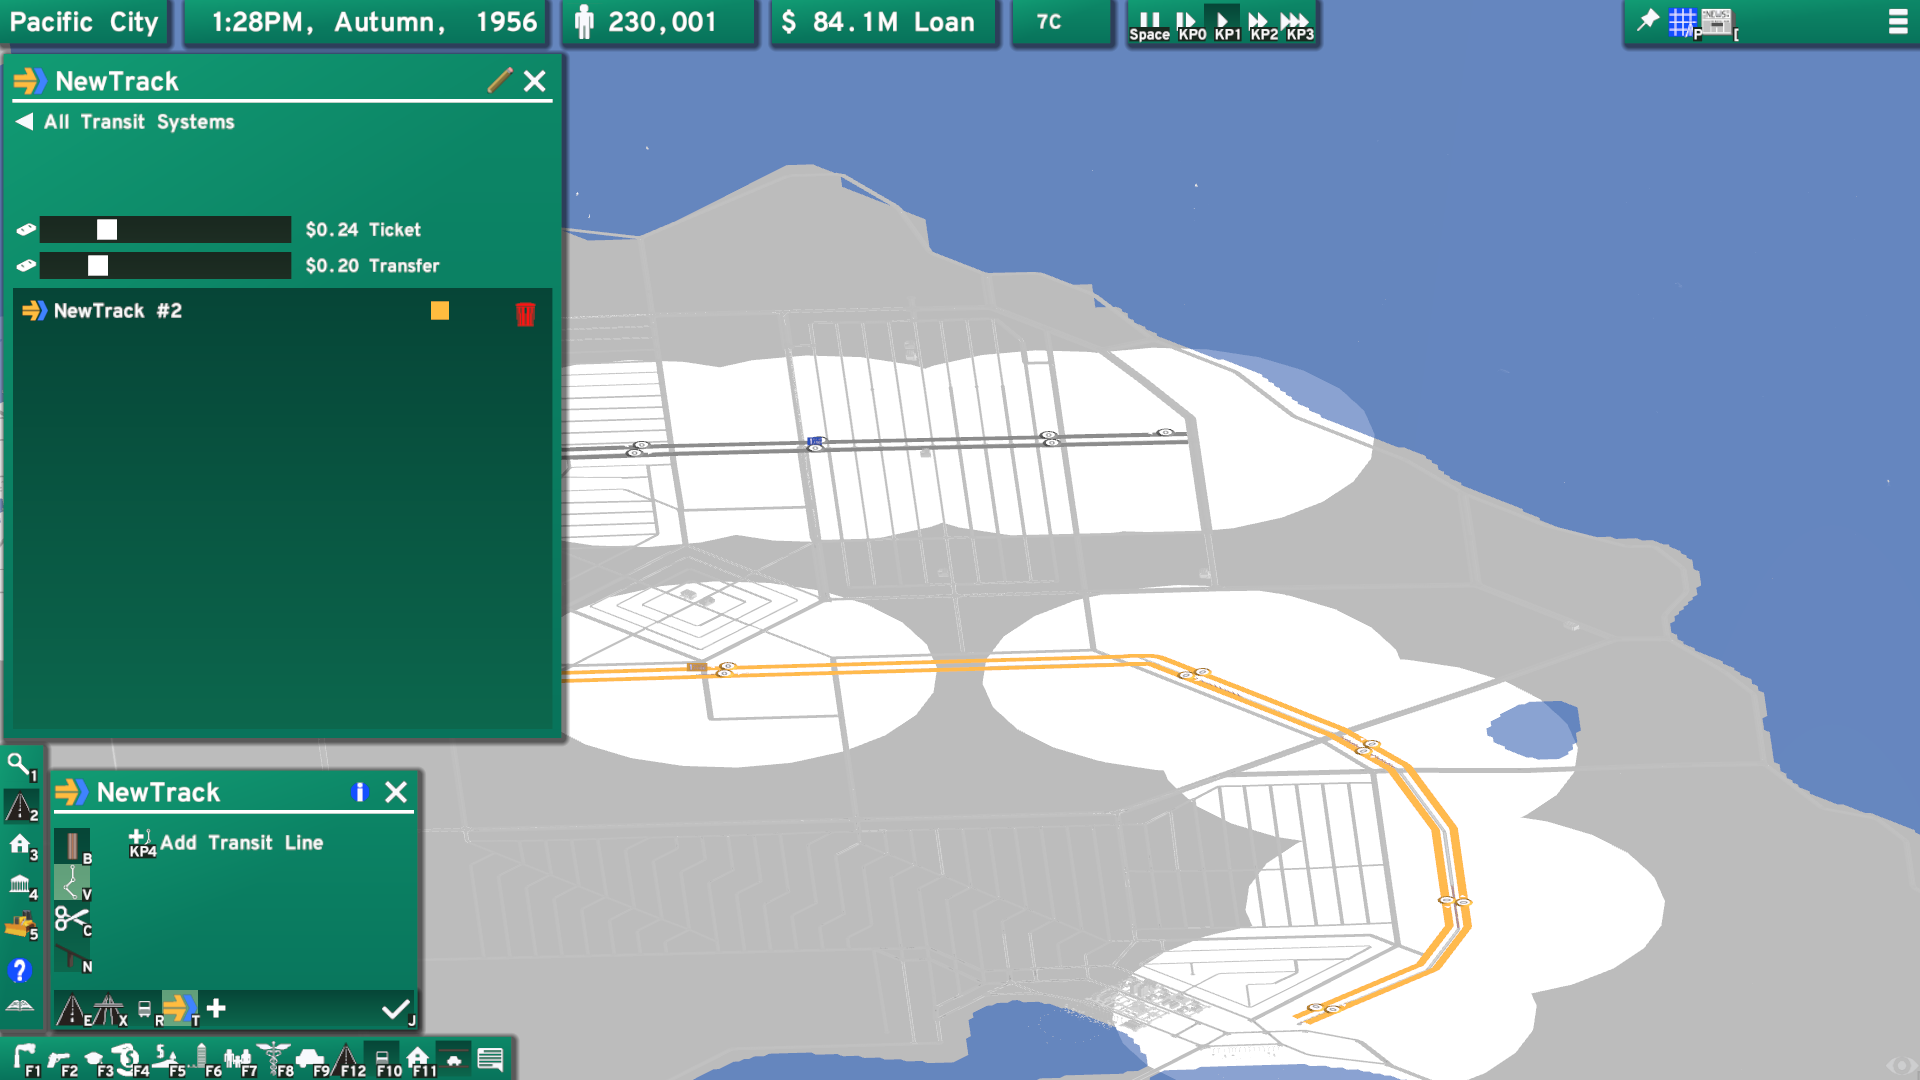 Pacific City
1:28PM, Autumn, 1956
230,001
$ 84.1M Loan
7C
Space KP0 KP1 KP2 KP3
P
NEWS
[
NewTrack
All Transit Systems
$0.24 Ticket
$0.20 Transfer
NewTrack #2
1
2
3
4
5
?
NewTrack
i
B
V
C
N
KP4 Add Transit Line
E X R T J
F1 F2 F3 F4 F5 F6 F7 F8 F9 F12 F10 F11